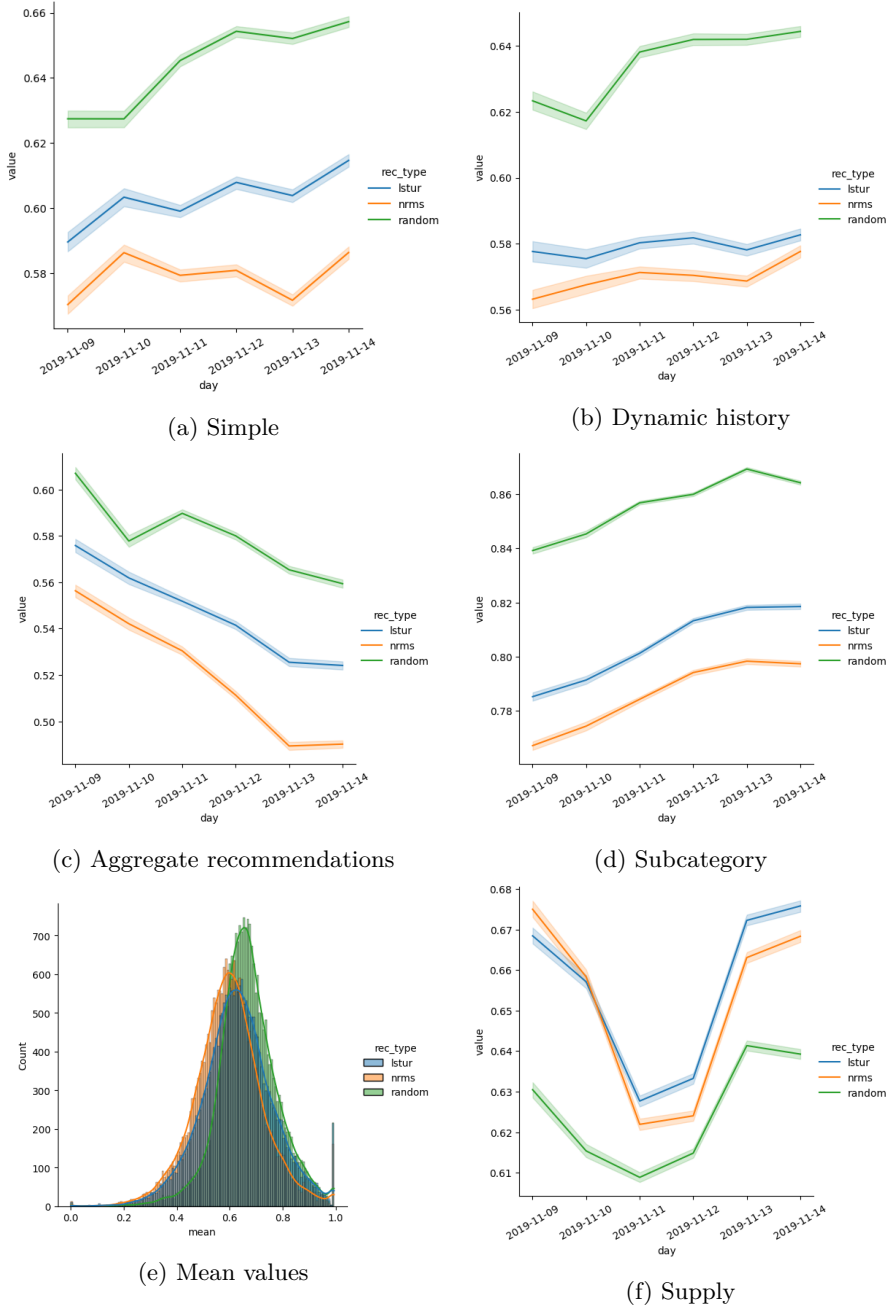 0.66
0.64
0.62
0.60
0.58
value
rec_type
lstur
nrms
random
2019-11-09
2019-11-10
2019-11-11
2019-11-12
2019-11-13
2019-11-14
day
(a) Simple
0.64
0.62
0.60
0.58
0.56
value
rec_type
lstur
nrms
random
2019-11-09
2019-11-10
2019-11-11
2019-11-12
2019-11-13
2019-11-14
day
(b) Dynamic history
0.60
0.58
0.56
0.54
0.52
0.50
value
rec_type
lstur
nrms
random
2019-11-09
2019-11-10
2019-11-11
2019-11-12
2019-11-13
2019-11-14
day
(c) Aggregate recommendations
0.86
0.84
0.82
0.80
0.78
value
rec_type
lstur
nrms
random
2019-11-09
2019-11-10
2019-11-11
2019-11-12
2019-11-13
2019-11-14
day
(d) Subcategory
700
600
500
400
300
200
100
0
Count
rec_type
lstur
nrms
random
0.0
0.2
0.4
0.6
0.8
1.0
mean
(e) Mean values
0.68
0.67
0.66
0.65
0.64
0.63
0.62
0.61
value
rec_type
lstur
nrms
random
2019-11-09
2019-11-10
2019-11-11
2019-11-12
2019-11-13
2019-11-14
day
(f) Supply